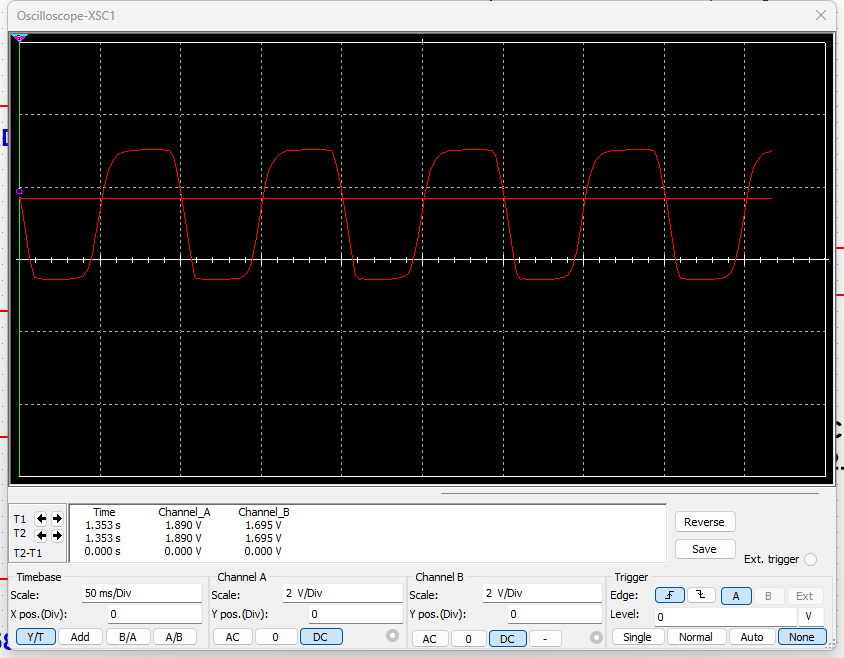 Oscilloscope-XSC1
T1
T2
T2-T1
Time Channel_A Channel_B
1.353 s 1.890 V 1.695 V
1.353 s 1.890 V 1.695 V
0.000 s 0.000 V 0.000 V
Reverse
Save
Ext. trigger
Timebase
Scale: 50 ms/Div
X pos.(Div): 0
Y/T Add B/A A/B
Channel A
Scale: 2 V/Div
Y pos.(Div): 0
AC 0 DC
Channel B
Scale: 2 V/Div
Y pos.(Div): 0
AC 0 DC -
Trigger
Edge: A B Ext
Level: 0 V
Single Normal Auto None